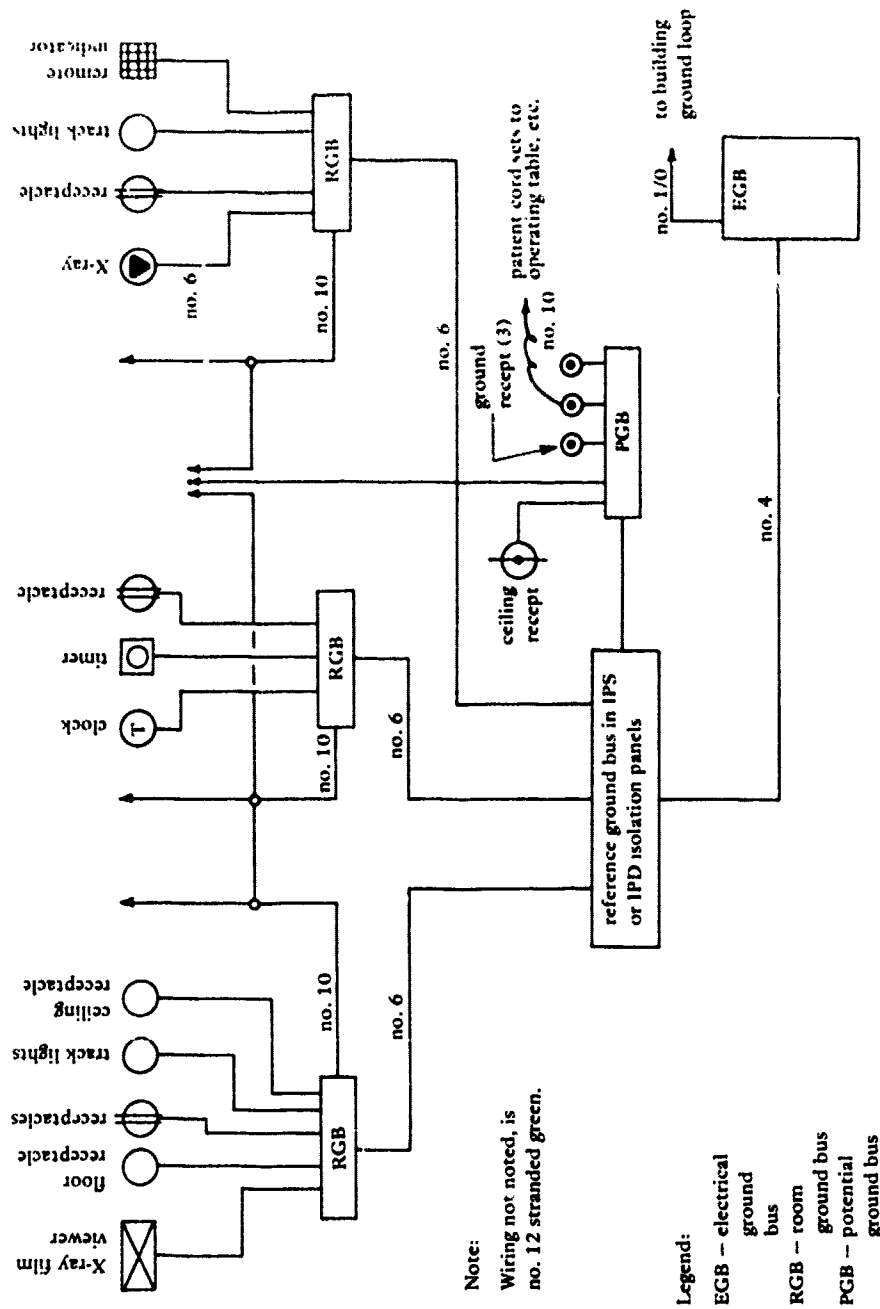 X-ray film
viewer
floor
receptacle
receptacles
track lights
ceiling
receptacle
clock
timer
receptacle
X-ray
receptacle
track lights
remote
indicator
no. 6
RGB
no. 10
no. 6
RGB
no. 10
no. 6
RGB
no. 10
no. 6
ceiling
recept
ground
recept (3)
no. 10
patient cord sets to
operating table, etc.
PGB
reference ground bus in IPS
or IPD isolation panels
no. 4
no. 1/0
to building
ground loop
EGB
Note:
Wiring not noted, is
no. 12 stranded green.
Legend:
EGB – electrical
ground
bus
RGB – room
ground bus
PGB – potential
ground bus
T